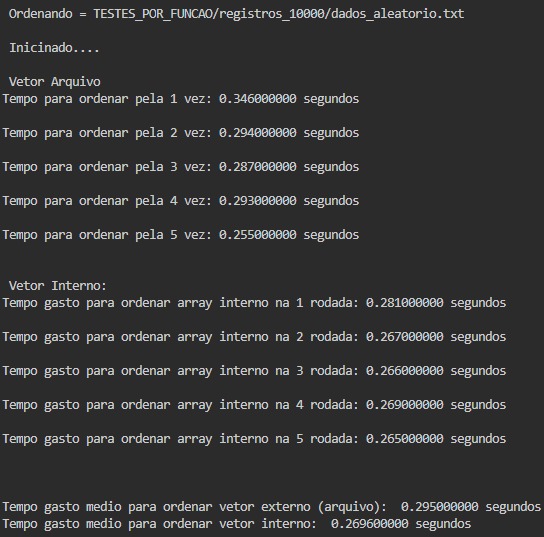 Ordenando = TESTES_POR_FUNCAO/registros_10000/dados_aleatorio.txt
Inicinado....
Vetor Arquivo
Tempo para ordenar pela 1 vez: 0.346000000 segundos
Tempo para ordenar pela 2 vez: 0.294000000 segundos
Tempo para ordenar pela 3 vez: 0.287000000 segundos
Tempo para ordenar pela 4 vez: 0.293000000 segundos
Tempo para ordenar pela 5 vez: 0.255000000 segundos
Vetor Interno:
Tempo gasto para ordenar array interno na 1 rodada: 0.281000000 segundos
Tempo gasto para ordenar array interno na 2 rodada: 0.267000000 segundos
Tempo gasto para ordenar array interno na 3 rodada: 0.266000000 segundos
Tempo gasto para ordenar array interno na 4 rodada: 0.269000000 segundos
Tempo gasto para ordenar array interno na 5 rodada: 0.265000000 segundos
Tempo gasto medio para ordenar vetor externo (arquivo):  0.295000000 segundos
Tempo gasto medio para ordenar vetor interno:  0.269600000 segundos